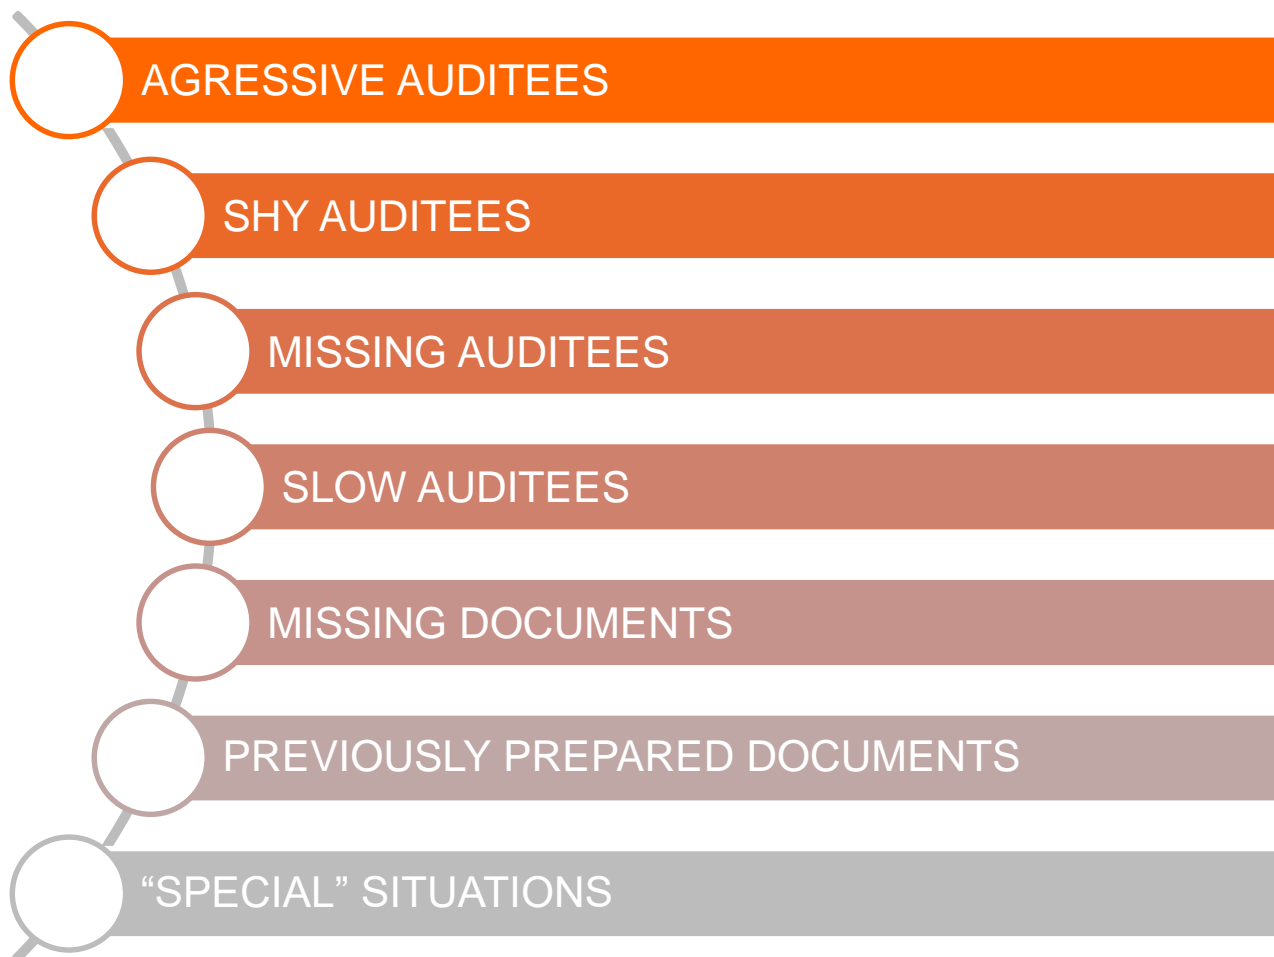 AGRESSIVE AUDITEES
SHY AUDITEES
MISSING AUDITEES
SLOW AUDITEES
MISSING DOCUMENTS
PREVIOUSLY PREPARED DOCUMENTS
“SPECIAL” SITUATIONS